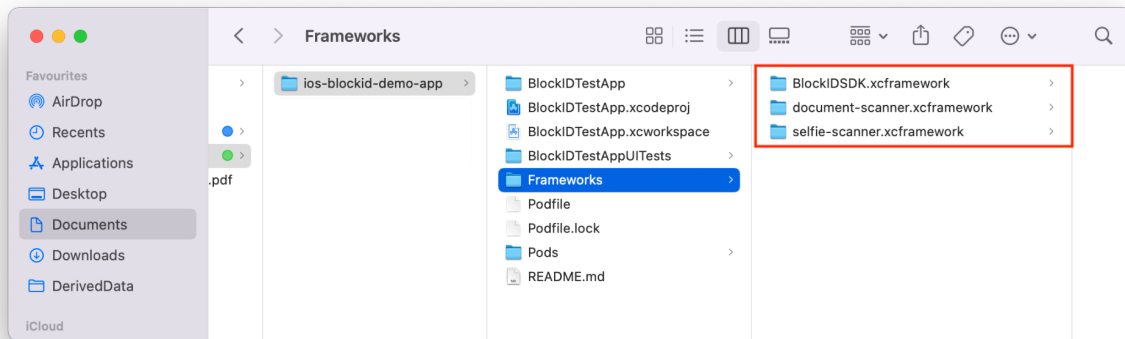 Frameworks
Favourites
AirDrop
Recents
Applications
Desktop
Documents
Downloads
DerivedData
iCloud
.pdf
ios-blockid-demo-app
BlockIDTestApp
BlockIDTestApp.xcodeproj
BlockIDTestApp.xcworkspace
BlockIDTestAppUITests
Frameworks
Podfile
Podfile.lock
Pods
README.md
BlockIDSDK.xcframework
document-scanner.xcframework
selfie-scanner.xcframework